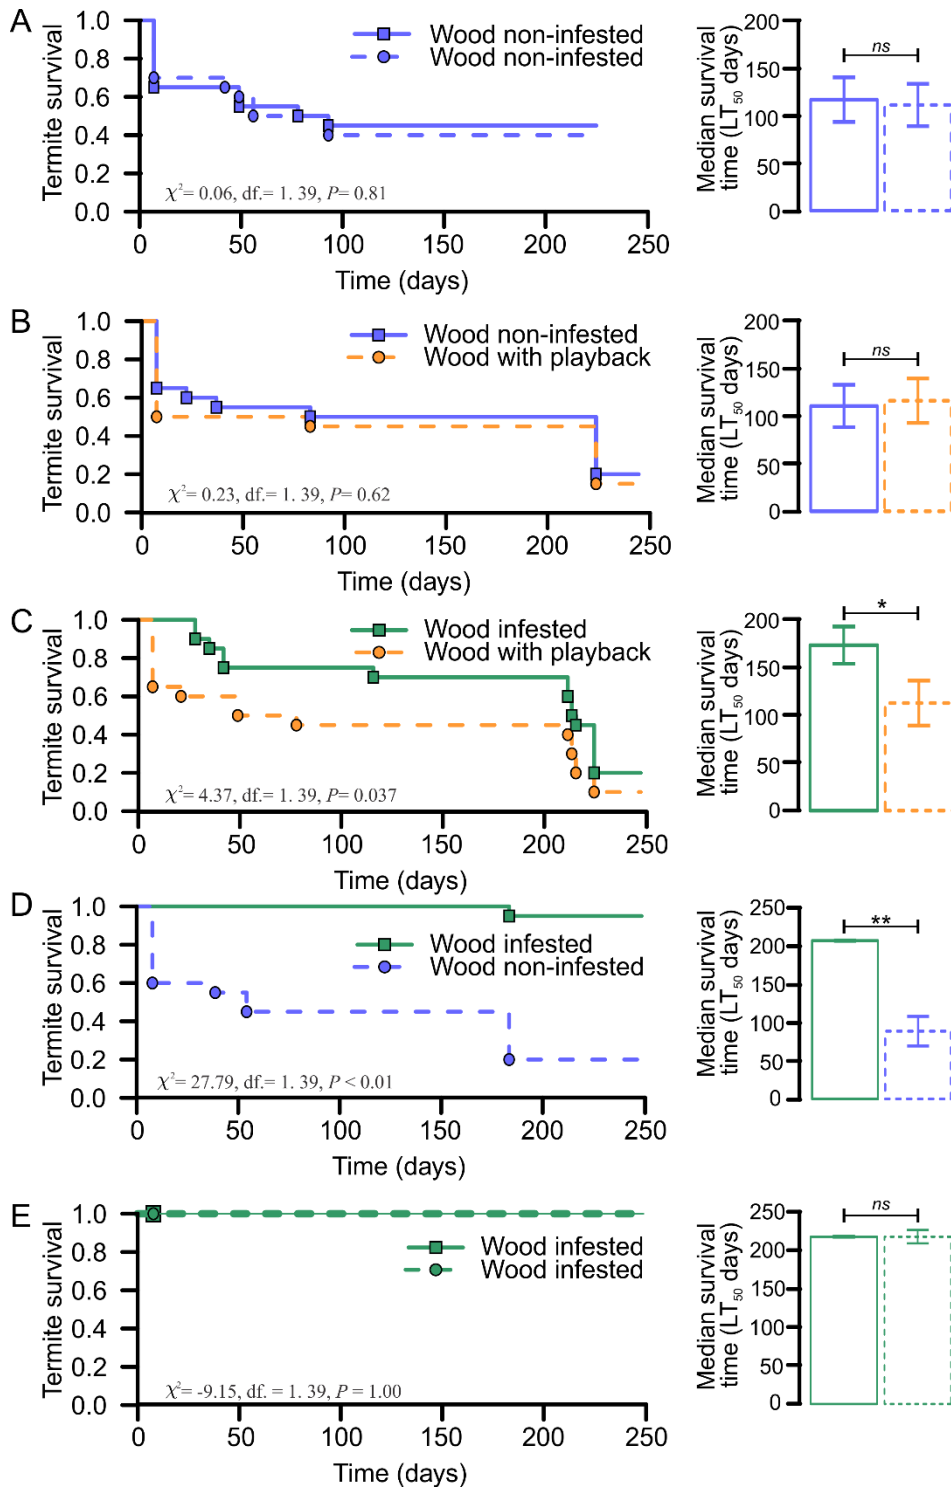 A
Termite survival
1.0
0.8
0.6
0.4
0.2
0.0
Wood non-infested
Wood non-infested
χ²= 0.06, df.= 1. 39, P= 0.81
0 50 100 150 200 250
Time (days)
Median survival
time (LT50 days)
200
150
100
50
0
ns
B
Termite survival
1.0
0.8
0.6
0.4
0.2
0.0
Wood non-infested
Wood with playback
χ²= 0.23, df.= 1. 39, P= 0.62
0 50 100 150 200 250
Time (days)
Median survival
time (LT50 days)
200
150
100
50
0
ns
C
Termite survival
1.0
0.8
0.6
0.4
0.2
0.0
Wood infested
Wood with playback
χ²= 4.37, df.= 1. 39, P= 0.037
0 50 100 150 200 250
Time (days)
Median survival
time (LT50 days)
200
150
100
50
0
*
D
Termite survival
1.0
0.8
0.6
0.4
0.2
0.0
Wood infested
Wood non-infested
χ²= 27.79, df.= 1. 39, P < 0.01
0 50 100 150 200 250
Time (days)
Median survival
time (LT50 days)
250
200
150
100
50
0
**
E
Termite survival
1.0
0.8
0.6
0.4
0.2
0.0
Wood infested
Wood infested
χ²= -9.15, df. = 1. 39, P = 1.00
0 50 100 150 200 250
Time (days)
Median survival
time (LT50 days)
250
200
150
100
50
0
ns